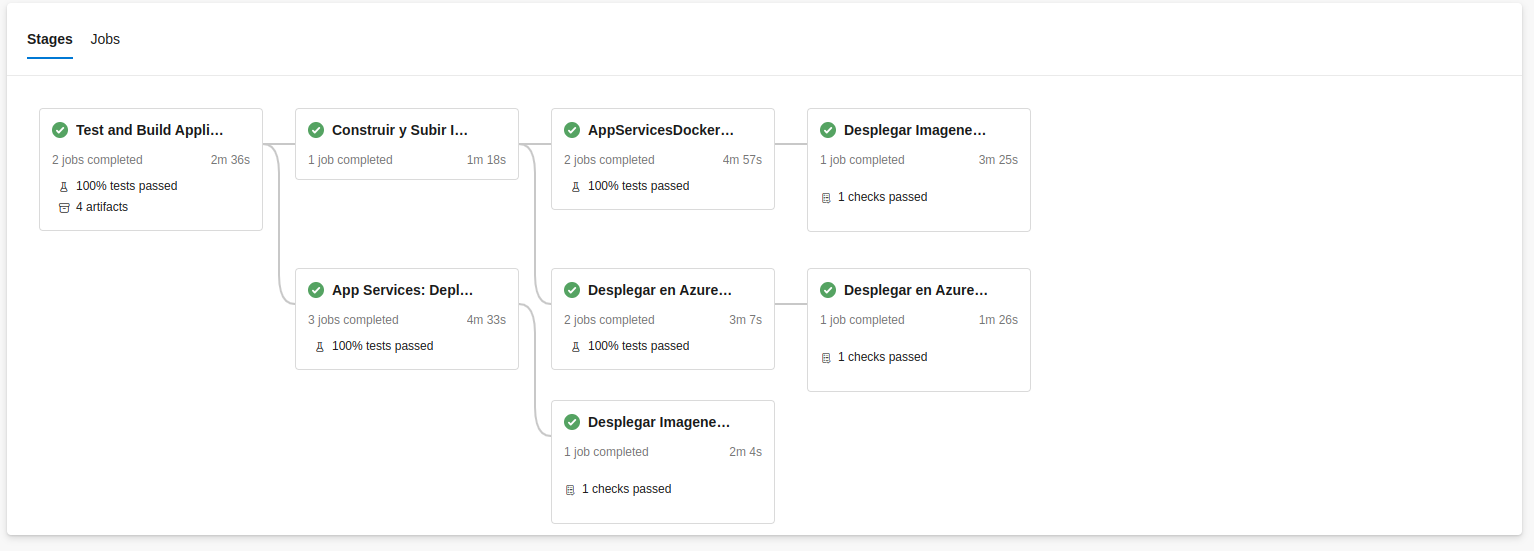 Stages Jobs
Test and Build Appli…
2 jobs completed 2m 36s
100% tests passed
4 artifacts
Construir y Subir I…
1 job completed 1m 18s
AppServicesDocker…
2 jobs completed 4m 57s
100% tests passed
Desplegar Imagene…
1 job completed 3m 25s
1 checks passed
App Services: Depl…
3 jobs completed 4m 33s
100% tests passed
Desplegar en Azure…
2 jobs completed 3m 7s
100% tests passed
Desplegar en Azure…
1 job completed 1m 26s
1 checks passed
Desplegar Imagene…
1 job completed 2m 4s
1 checks passed